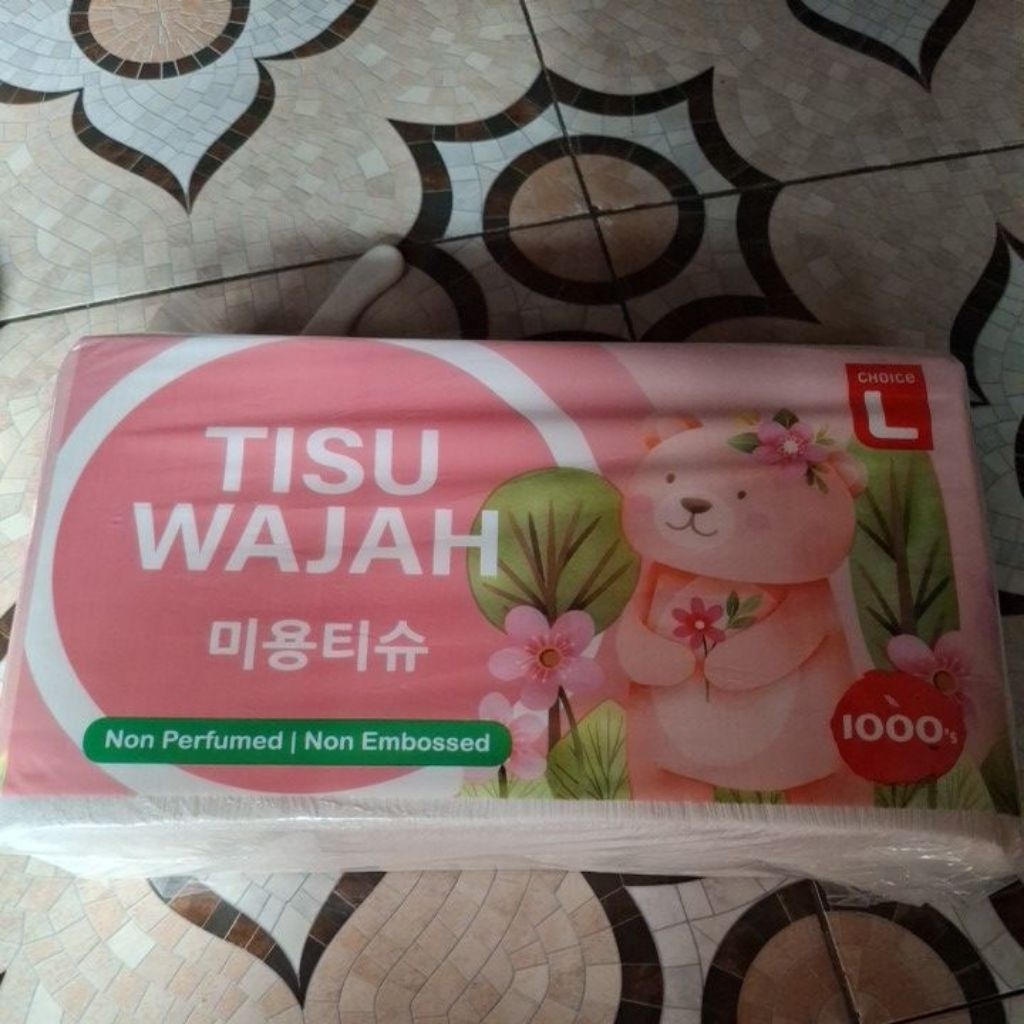 CHOICE
L
TISU
WAJAH
미용티슈
Non Perfumed | Non Embossed
1000's